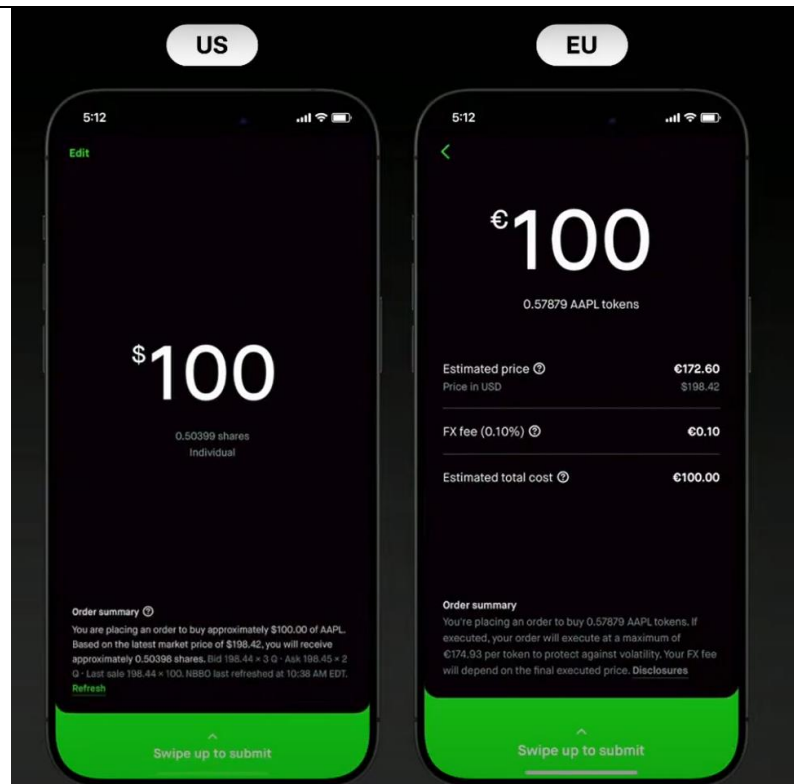 US
5:12
Edit
$100
0.50399 shares
Individual
Order summary
You are placing an order to buy approximately $100.00 of AAPL.
Based on the latest market price of $198.42, you will receive
approximately 0.50398 shares. Bid 198.44 × 3 Q · Ask 198.45 × 2
Q · Last sale 198.44 × 100. NBBO last refreshed at 10:38 AM EDT.
Refresh
Swipe up to submit
EU
5:12
€100
0.57879 AAPL tokens
Estimated price €172.60
Price in USD $198.42
FX fee (0.10%) €0.10
Estimated total cost €100.00
Order summary
You're placing an order to buy 0.57879 AAPL tokens. If
executed, your order will execute at a maximum of
€174.93 per token to protect against volatility. Your FX fee
will depend on the final executed price. Disclosures
Swipe up to submit